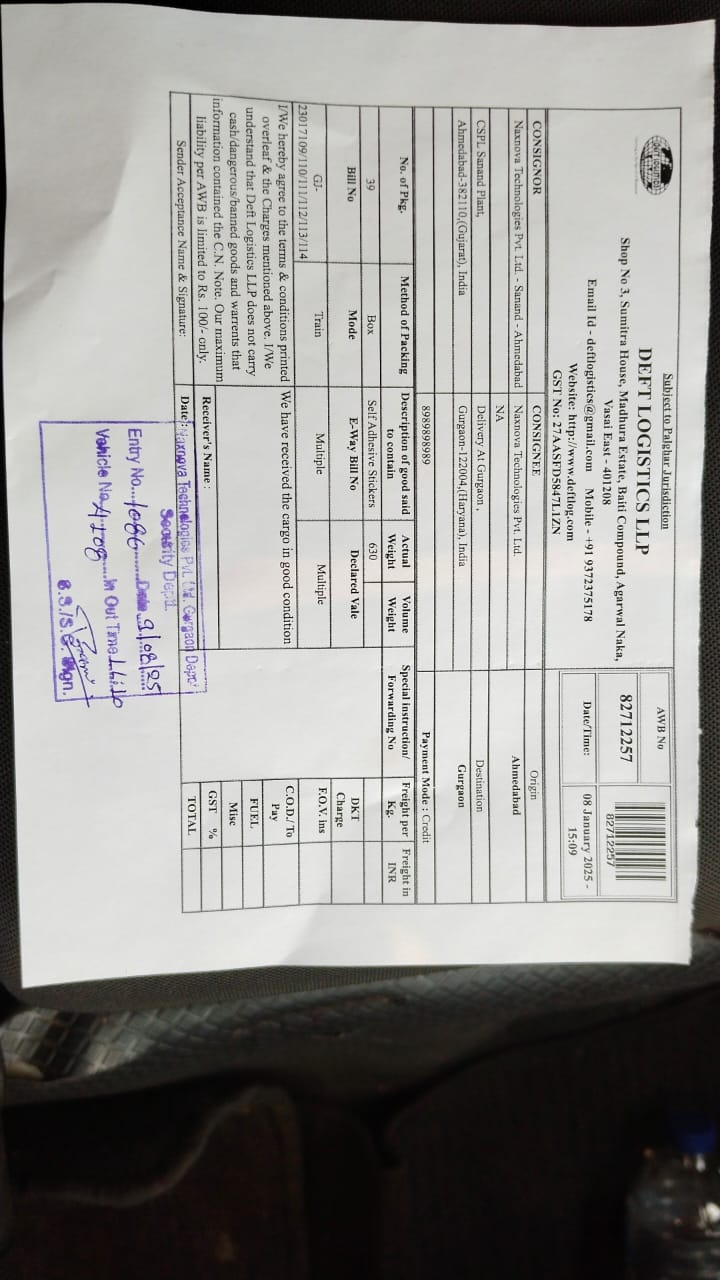 Subject to Palghar Jurisdiction
DEFT LOGISTICS LLP
Shop No 3, Sumitra House, Madhura Estate, Baiti Compound, Agarwal Naka,
Vasai East - 401208
Email Id - deftlogistics@gmail.com Mobile - +91 9372375178
Website: http://www.deftlog.com
GST No: 27AASFD5847L1ZN
AWB No
82712257
82712257
Date/Time:
08 January 2025 -
15:09
CONSIGNOR
CONSIGNEE
Origin
Naxnova Technologies Pvt. Ltd. - Sanand - Ahmedabad
Naxnova Technologies Pvt. Ltd.
Ahmedabad
NA
CSPL Sanand Plant,
Delivery At Gurgaon ,
Destination
Ahmedabad-382110,(Gujarat), India
Gurgaon-122004,(Haryana), India
Gurgaon
8989898989
Payment Mode : Credit
No. of Pkg.
Method of Packing
Description of good said
to contain
Actual
Weight
Volume
Weight
Special instruction/
Forwarding No
Freight per
Kg.
Freight in
INR
39
Box
Self Adhesive Stickers
630
Bill No
Mode
E-Way Bill No
Declared Vale
DKT
Charge
GJ-
23017109/110/111/112/113/114
Train
Multiple
Multiple
F.O.V. ins
I/We hereby agree to the terms & conditions printed
overleaf & the Charges mentioned above. I/We
understand that Deft Logistics LLP does not carry
cash/dangerous/banned goods and warrents that
information contained the C.N. Note. Our maximum
liability per AWB is limited to Rs. 100/- only.
We have received the cargo in good condition
C.O.D./ To
Pay
FUEL
Misc
Receiver's Name :
GST %
Sender Acceptance Name & Signature:
Date :
TOTAL
Naxnova Technologies Pvt. Ltd. Gurgaon Depot
Security Deptt.
Entry No. 1086 Date 9/08/25
Vehicle No. 4208 In Out Time
S.S./S.G. Sign.